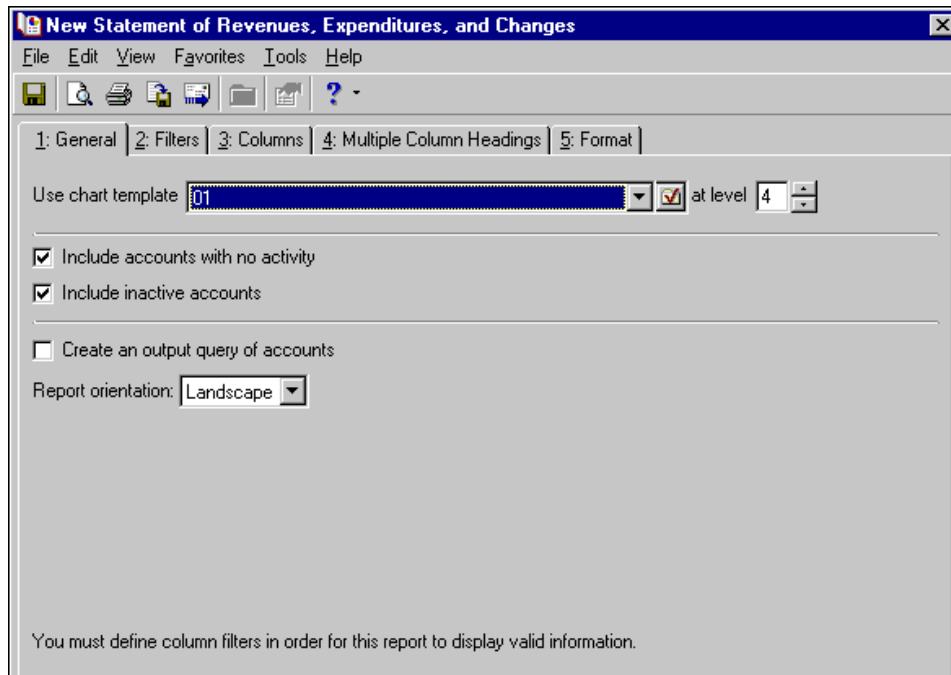 New Statement of Revenues, Expenditures, and Changes
File Edit View Favorites Tools Help
?
1: General 2: Filters 3: Columns 4: Multiple Column Headings 5: Format
Use chart template 01 at level 4
Include accounts with no activity
Include inactive accounts
Create an output query of accounts
Report orientation: Landscape
You must define column filters in order for this report to display valid information.